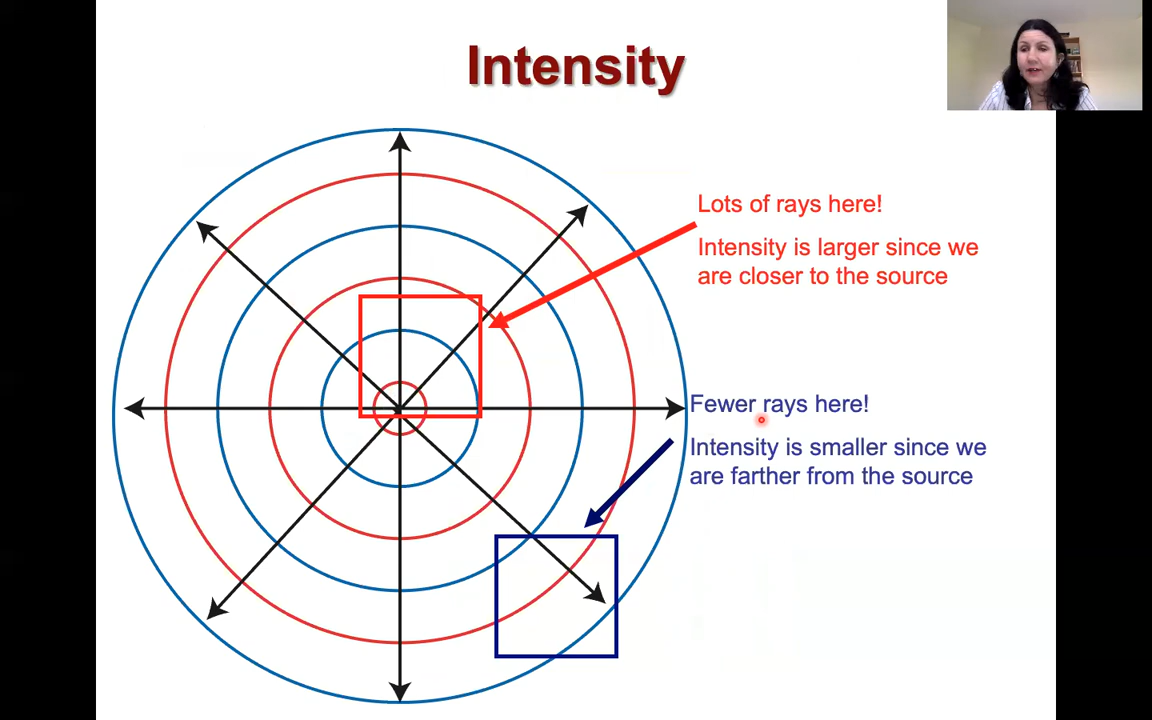 Intensity
Lots of rays here!
Intensity is larger since we
are closer to the source
Fewer rays here!
Intensity is smaller since we
are farther from the source